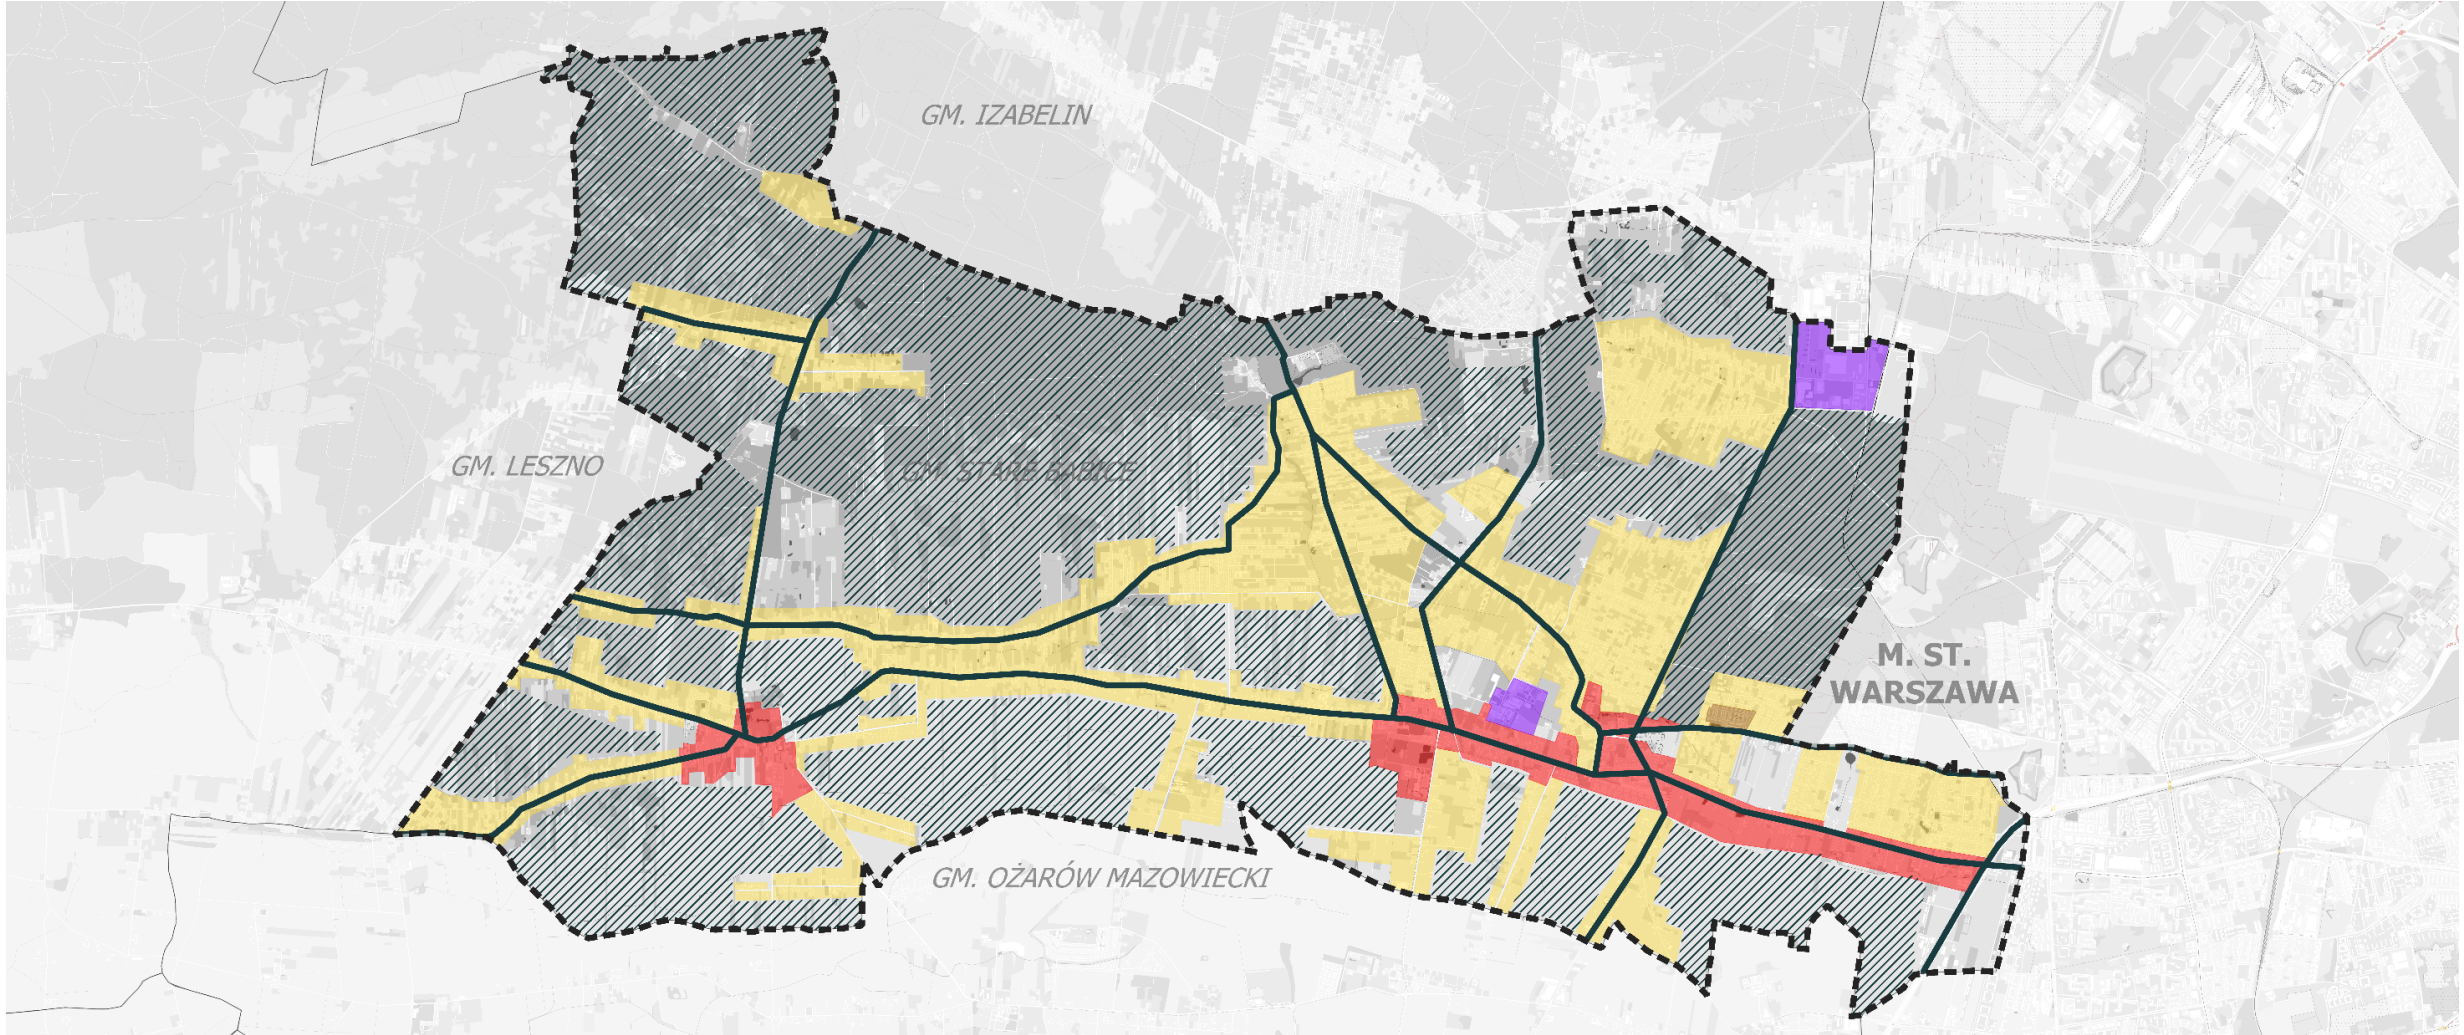 GM. IZABELIN
GM. LESZNO
GM. STARE BABICE
M. ST.
WARSZAWA
GM. OŻARÓW MAZOWIECKI